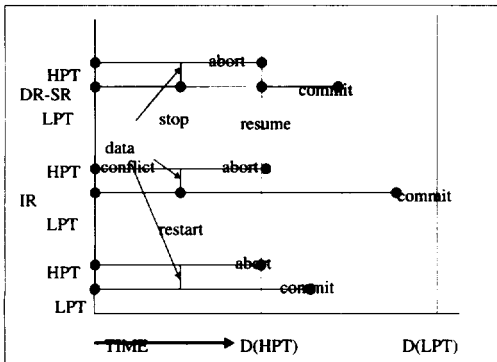 HPT abort
DR-SR commit
LPT stop resume
data
HPT conflict abort
IR commit
LPT restart
HPT abort
LPT commit
TIME D(HPT) D(LPT)